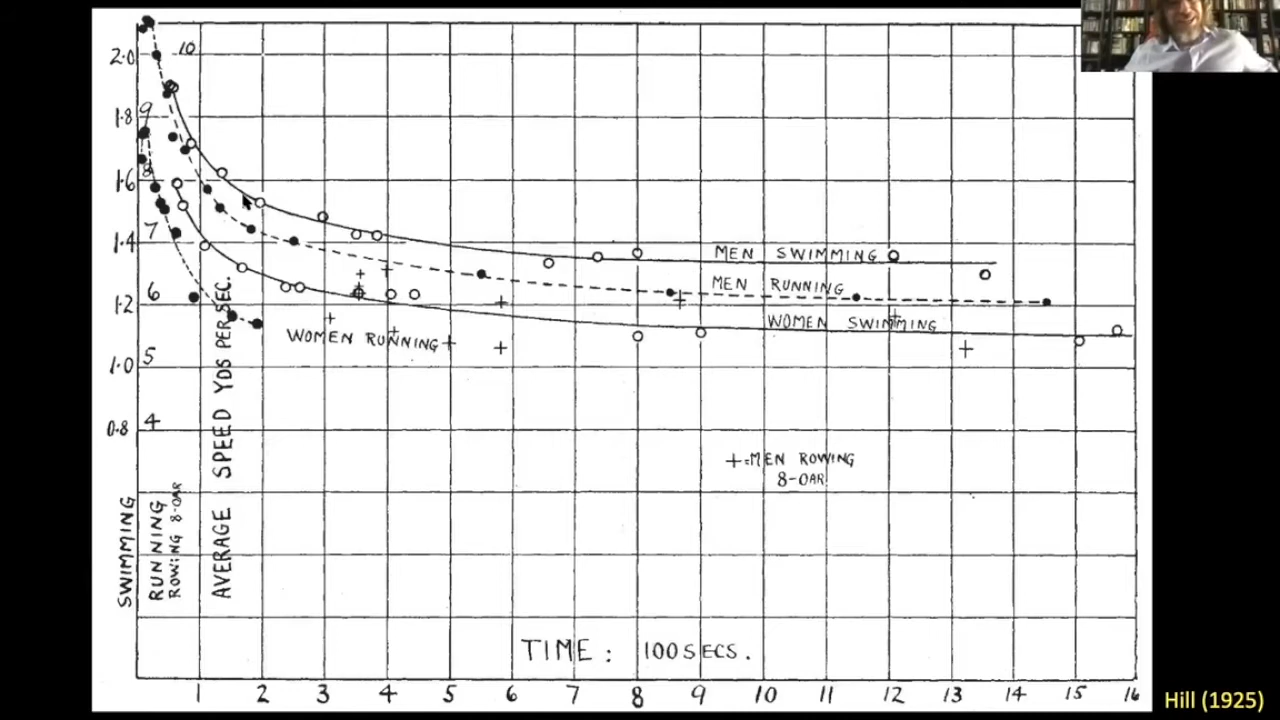 2.0
1.8
1.6
1.4
1.2
1.0
0.8
10
9
8
7
6
5
4
SWIMMING
RUNNING
ROWING 8-OAR
AVERAGE SPEED YDS PER SEC.
MEN SWIMMING
MEN RUNNING
WOMEN SWIMMING
WOMEN RUNNING
+=MEN ROWING
8-OAR
TIME: 100 SECS.
1 2 3 4 5 6 7 8 9 10 11 12 13 14 15 16
Hill (1925)